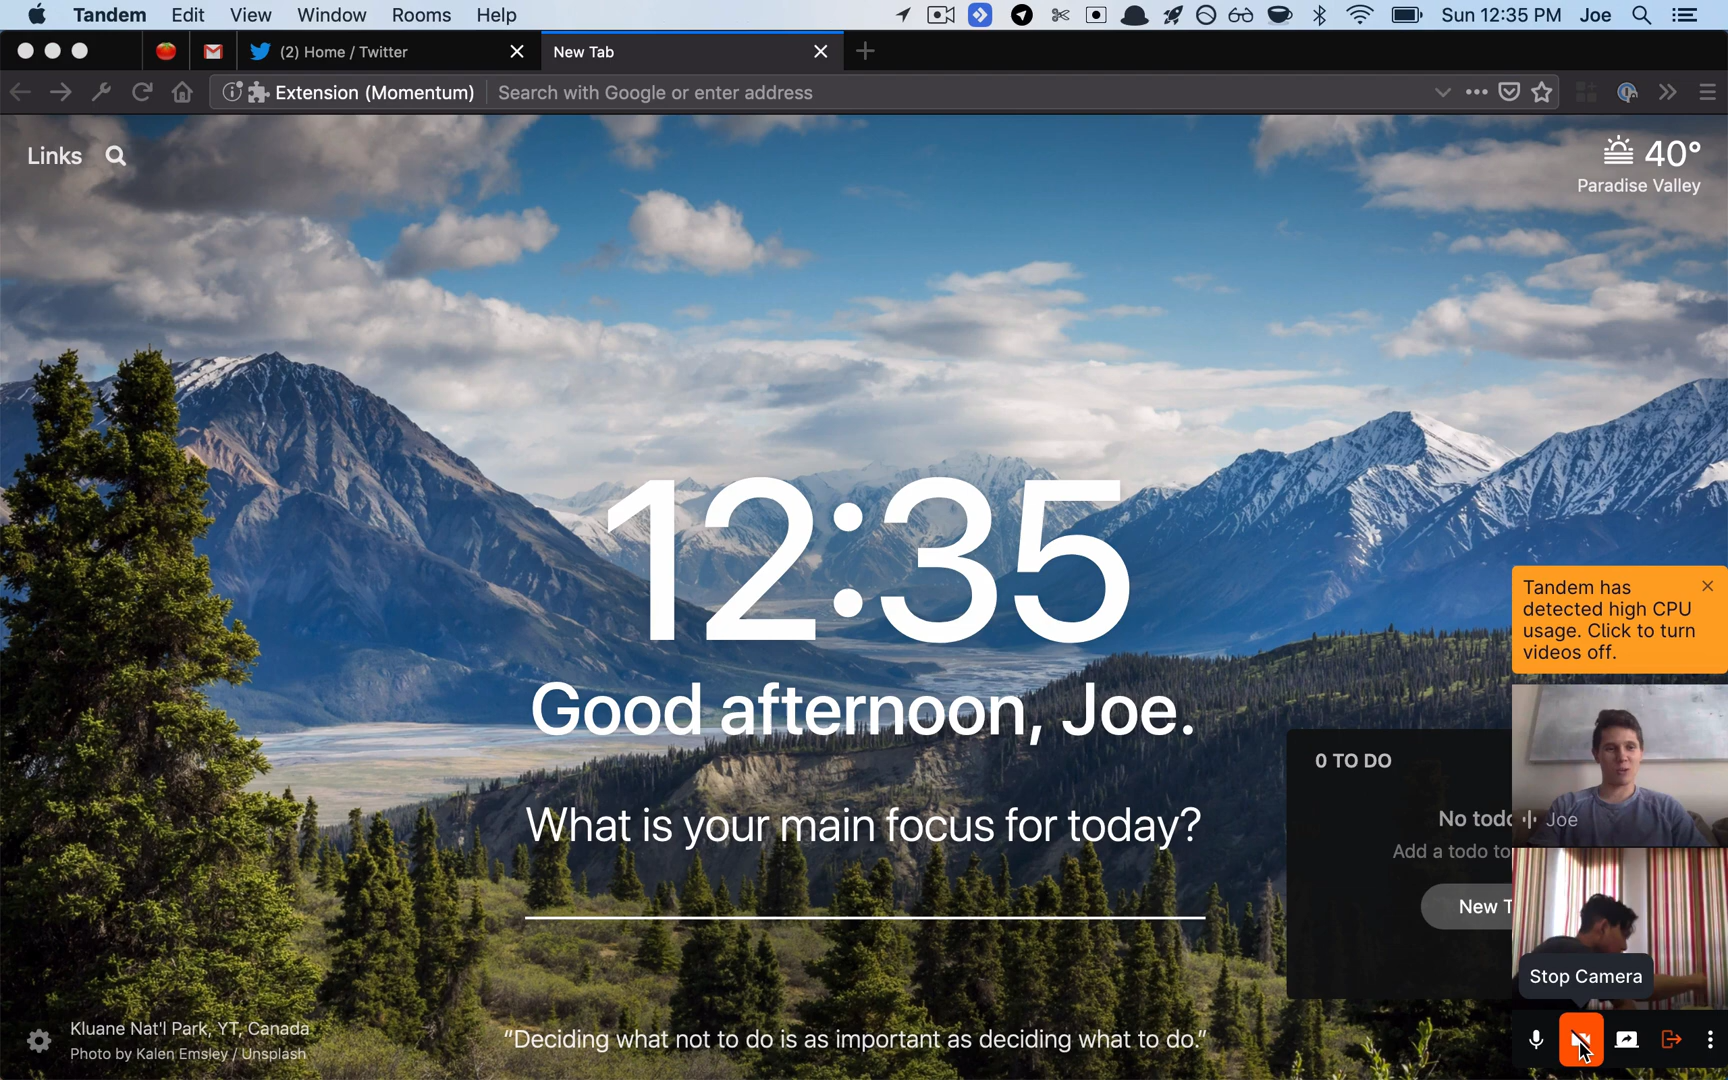 Tandem Edit View Window Rooms Help Sun 12:35 PM Joe
(2) Home / Twitter New Tab
Extension (Momentum) Search with Google or enter address
Links
40°
Paradise Valley
12:35
Good afternoon, Joe.
What is your main focus for today?
Tandem has
detected high CPU
usage. Click to turn
videos off.
0 TO DO
No todo
Add a todo to
New T
Joe
Stop Camera
Kluane Nat'l Park, YT, Canada
Photo by Kalen Emsley / Unsplash
“Deciding what not to do is as important as deciding what to do.”